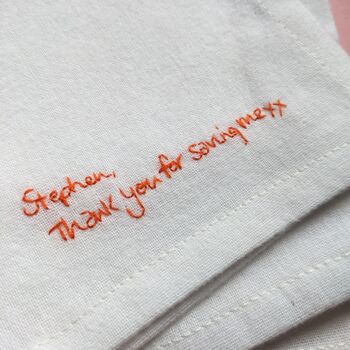 Stephen,
Thank you for saving me xx